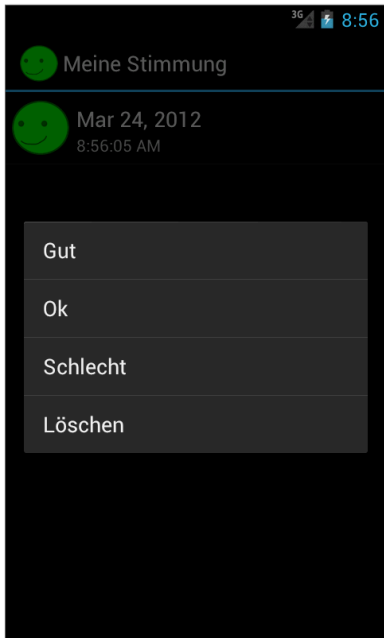 3G 8:56
Meine Stimmung
Mar 24, 2012
8:56:05 AM
Gut
Ok
Schlecht
Löschen